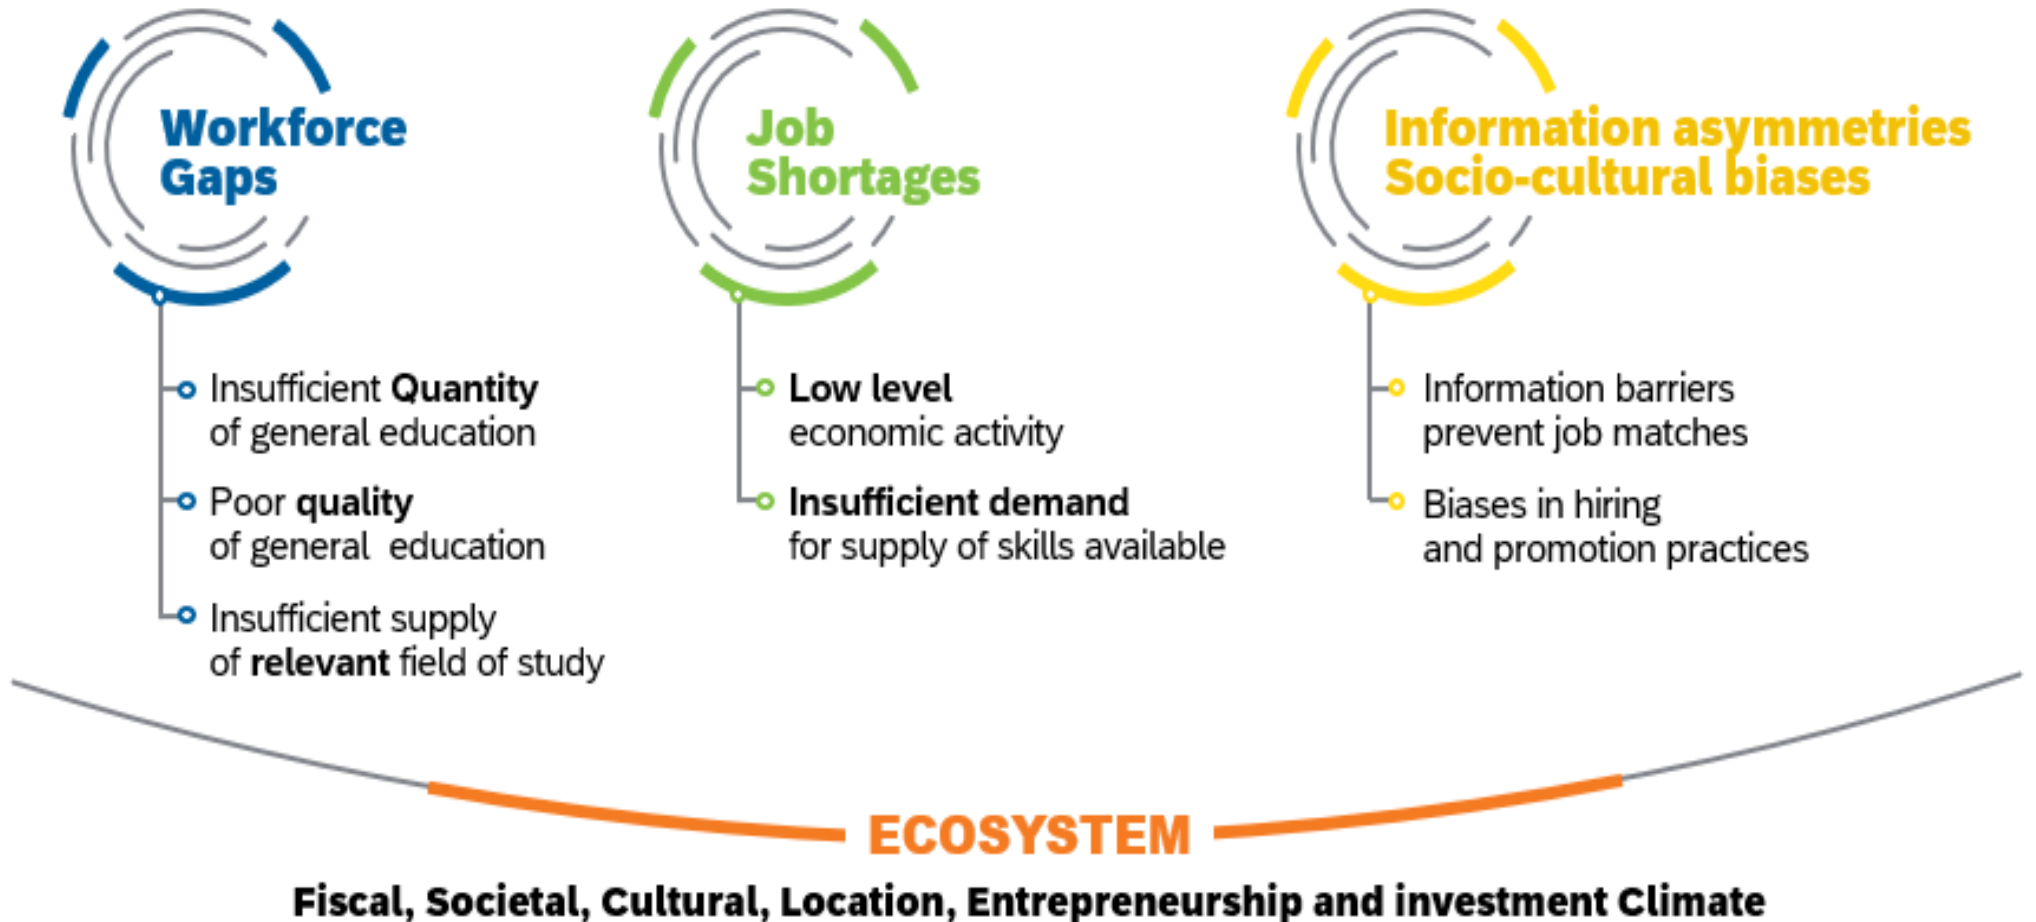 Workforce
Gaps
Insufficient Quantity
of general education
Poor quality
of general education
Insufficient supply
of relevant field of study
Job
Shortages
Low level
economic activity
Insufficient demand
for supply of skills available
Information asymmetries
Socio-cultural biases
Information barriers
prevent job matches
Biases in hiring
and promotion practices
ECOSYSTEM
Fiscal, Societal, Cultural, Location, Entrepreneurship and investment Climate